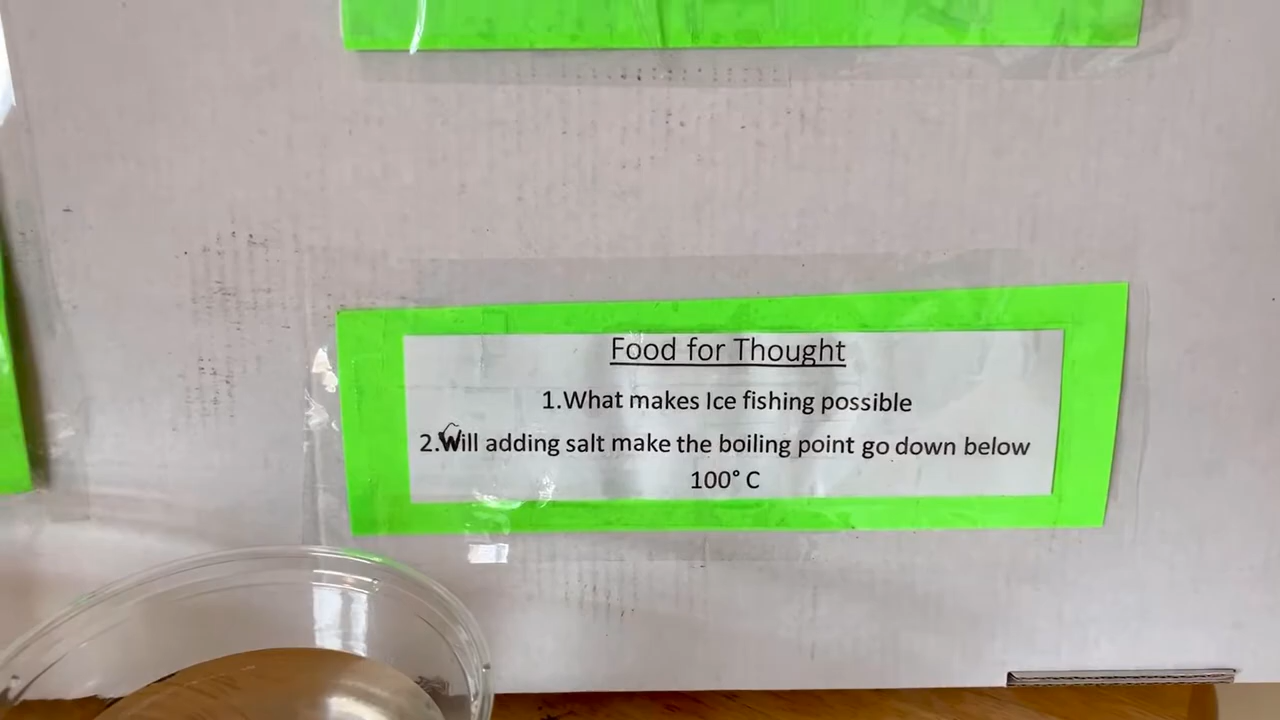 Food for Thought
1.What makes Ice fishing possible
2.Will adding salt make the boiling point go down below
100° C